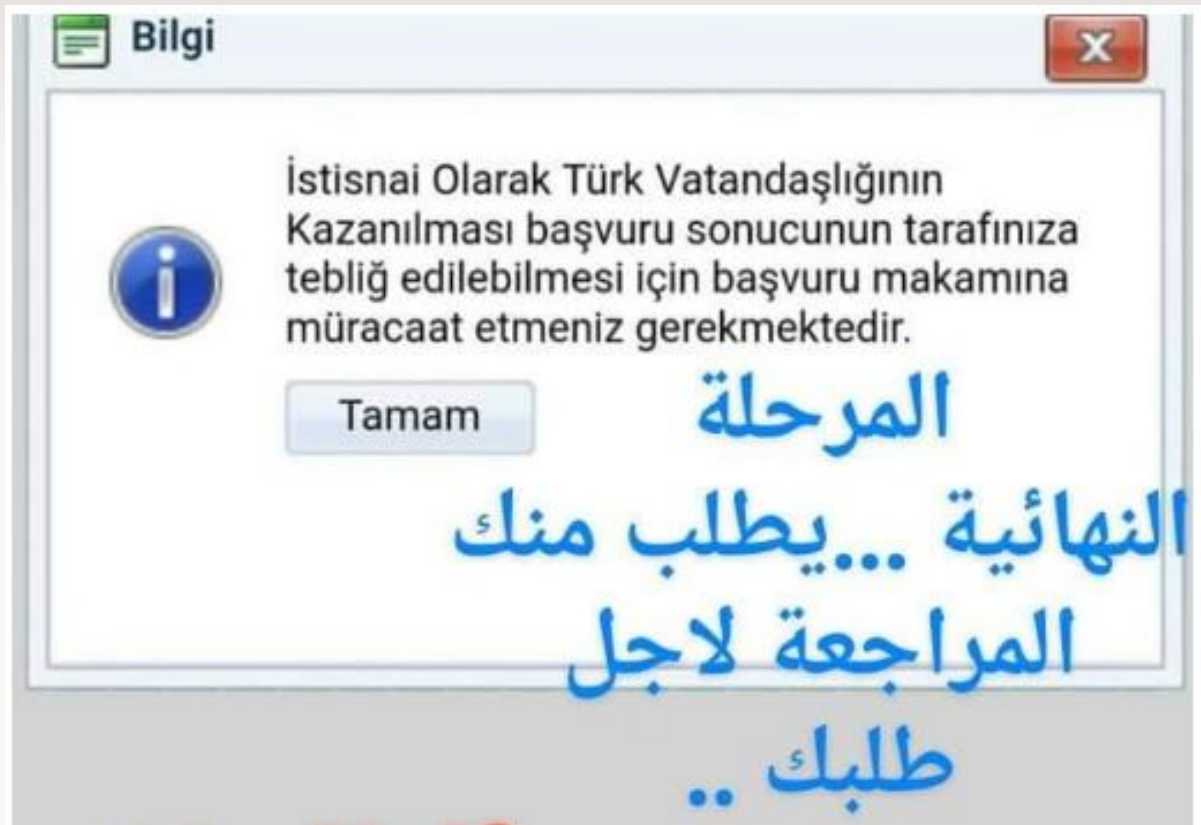 Bilgi
x
İstisnai Olarak Türk Vatandaşlığının
Kazanılması başvuru sonucunun tarafınıza
tebliğ edilebilmesi için başvuru makamına
müracaat etmeniz gerekmektedir.
Tamam
المرحلة
النهائية ...يطلب منك
المراجعة لاجل
طلبك ..